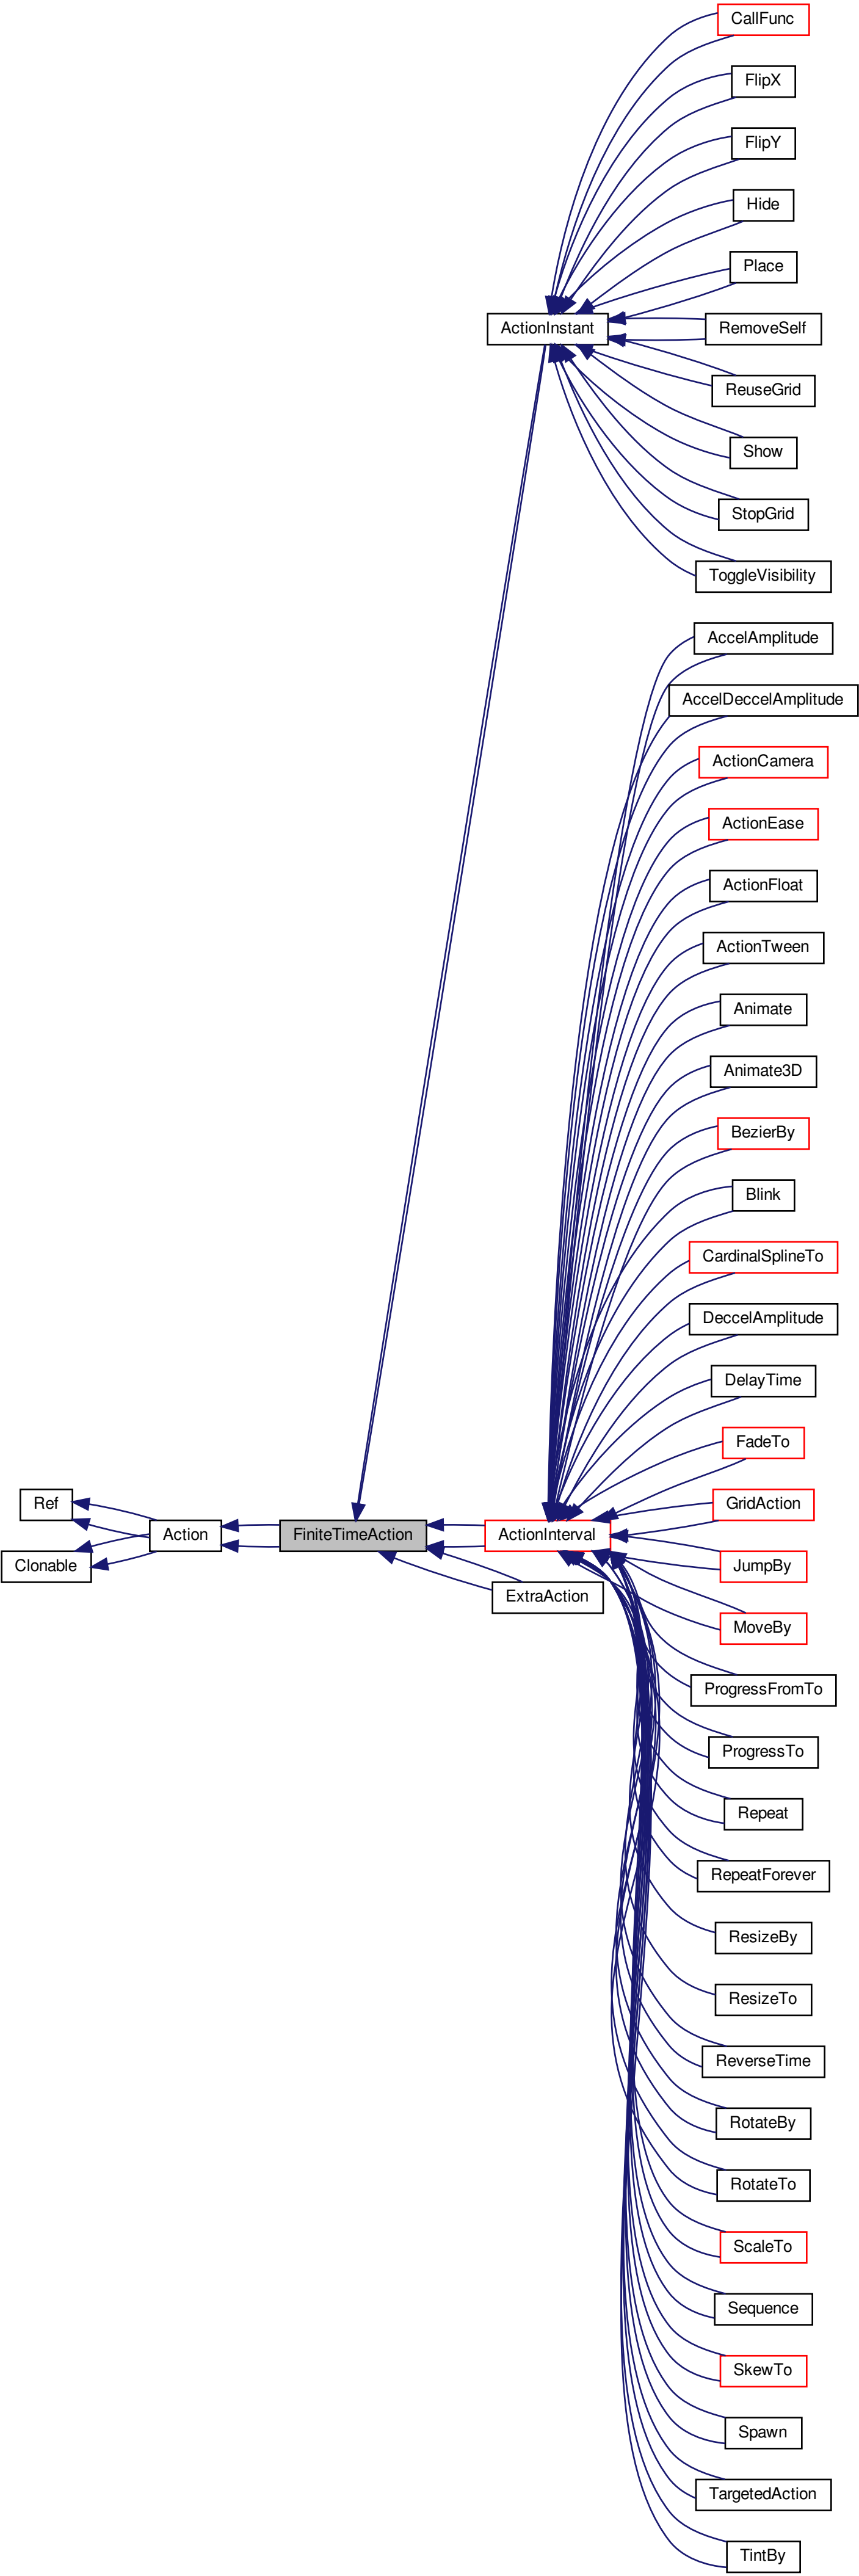 CallFunc
FlipX
FlipY
Hide
Place
ActionInstant
RemoveSelf
ReuseGrid
Show
StopGrid
ToggleVisibility
AccelAmplitude
AccelDeccelAmplitude
ActionCamera
ActionEase
ActionFloat
ActionTween
Animate
Animate3D
BezierBy
Blink
CardinalSplineTo
DeccelAmplitude
DelayTime
FadeTo
Ref
GridAction
Action
FiniteTimeAction
ActionInterval
Clonable
JumpBy
ExtraAction
MoveBy
ProgressFromTo
ProgressTo
Repeat
RepeatForever
ResizeBy
ResizeTo
ReverseTime
RotateBy
RotateTo
ScaleTo
Sequence
SkewTo
Spawn
TargetedAction
TintBy